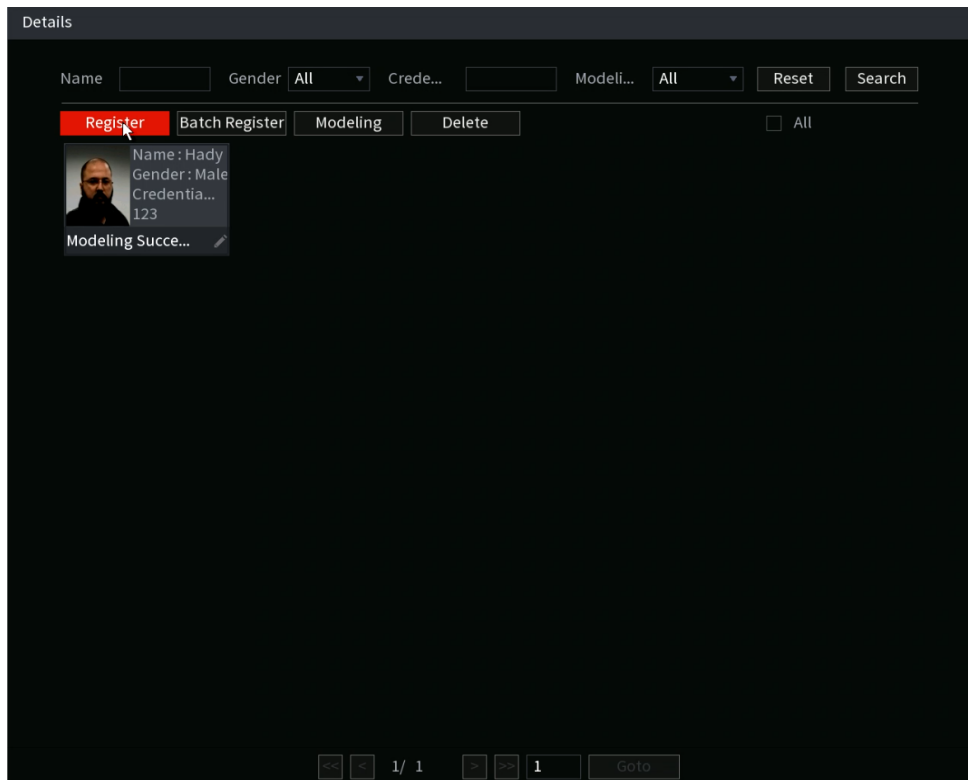 Details
Name Gender All Crede... Modeli... All Reset Search
Register Batch Register Modeling Delete All
Name : Hady
Gender : Male
Credentia...
123
Modeling Succe...
<< < 1/ 1 > >> 1 Goto